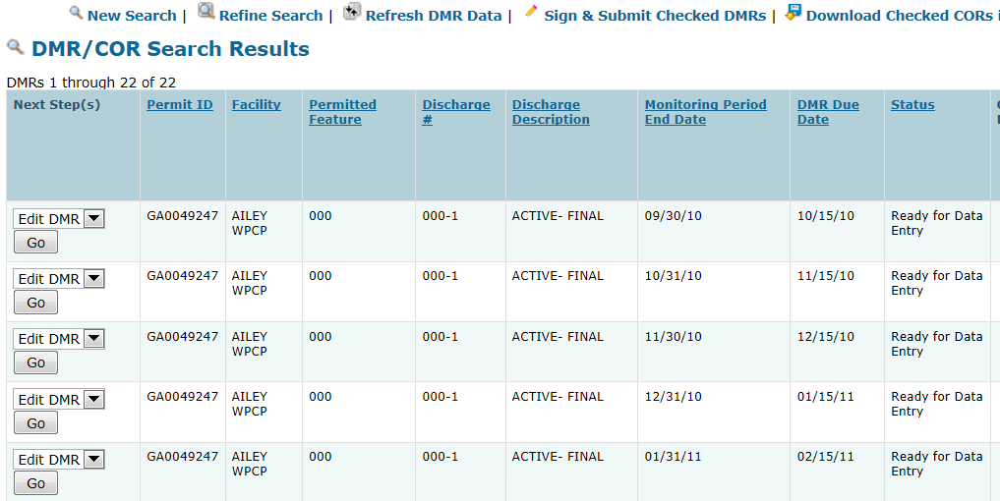 New Search | Refine Search | Refresh DMR Data | Sign & Submit Checked DMRs | Download Checked CORs
DMR/COR Search Results
DMRs 1 through 22 of 22
Next Step(s) Permit ID Facility Permitted Feature Discharge # Discharge Description Monitoring Period End Date DMR Due Date Status
Edit DMR Go GA0049247 AILEY WPCP 000 000-1 ACTIVE- FINAL 09/30/10 10/15/10 Ready for Data Entry
Edit DMR Go GA0049247 AILEY WPCP 000 000-1 ACTIVE- FINAL 10/31/10 11/15/10 Ready for Data Entry
Edit DMR Go GA0049247 AILEY WPCP 000 000-1 ACTIVE- FINAL 11/30/10 12/15/10 Ready for Data Entry
Edit DMR Go GA0049247 AILEY WPCP 000 000-1 ACTIVE- FINAL 12/31/10 01/15/11 Ready for Data Entry
Edit DMR Go GA0049247 AILEY WPCP 000 000-1 ACTIVE- FINAL 01/31/11 02/15/11 Ready for Data Entry